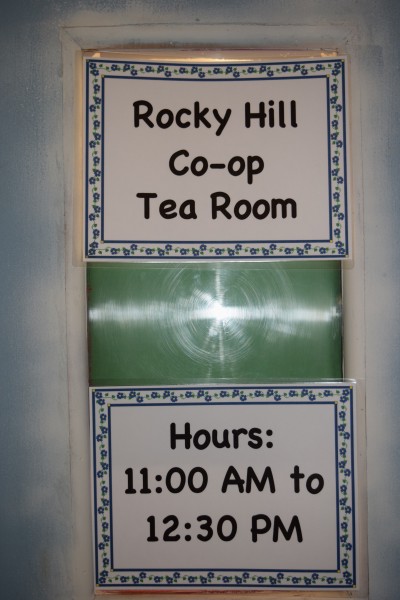 Rocky Hill
Co-op
Tea Room
Hours:
11:00 AM to
12:30 PM